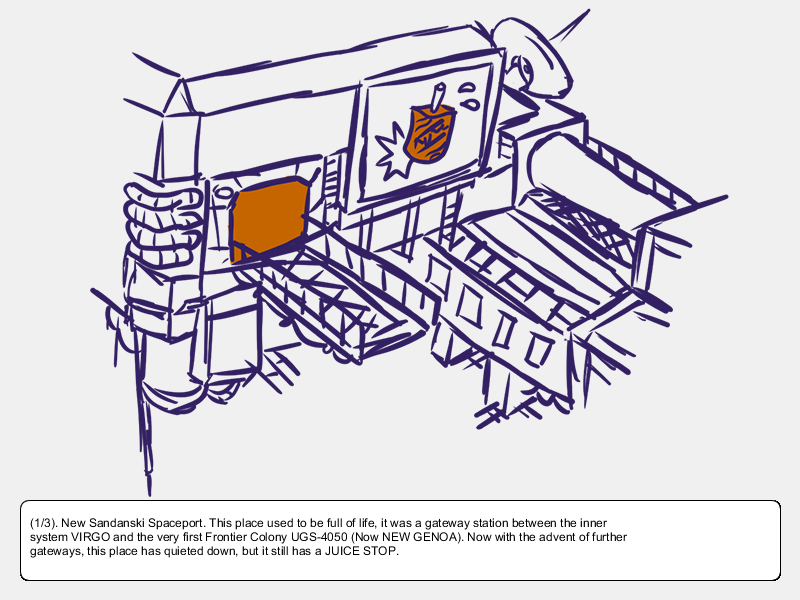 (1/3). New Sandanski Spaceport. This place used to be full of life, it was a gateway station between the inner
system VIRGO and the very first Frontier Colony UGS-4050 (Now NEW GENOA). Now with the advent of further
gateways, this place has quieted down, but it still has a JUICE STOP.